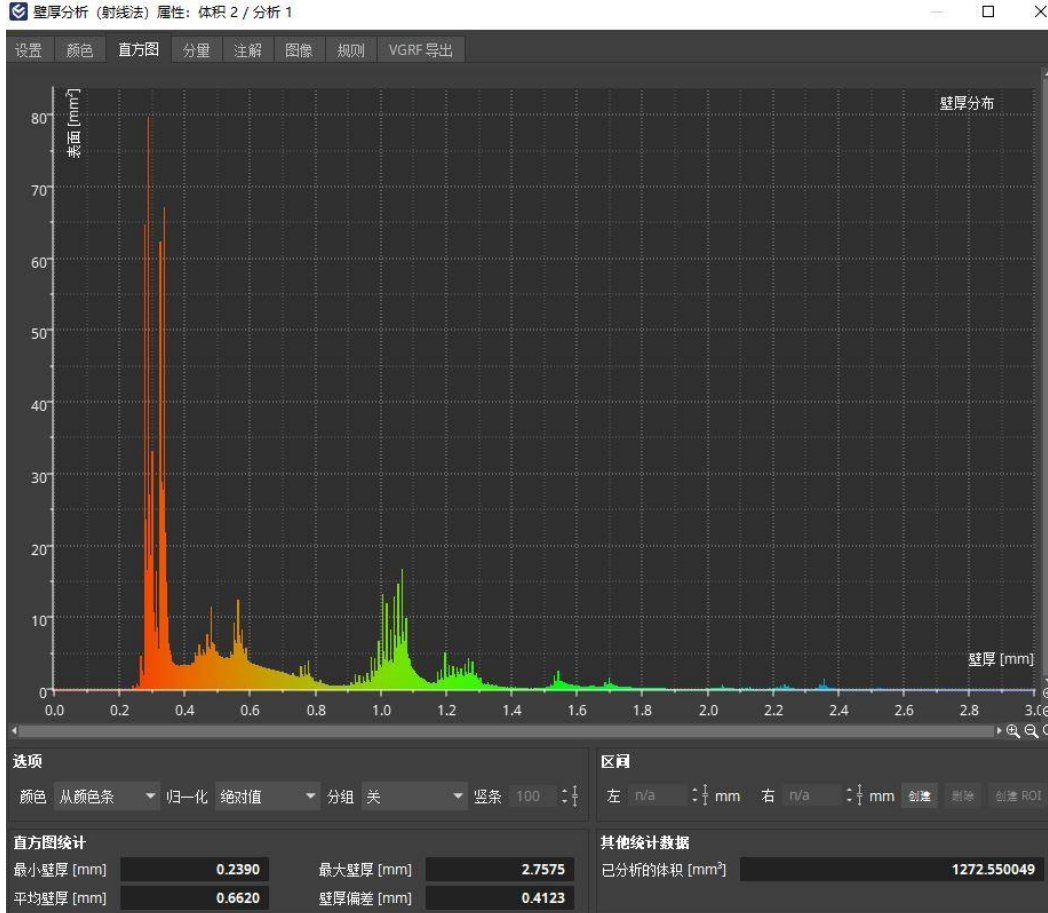 壁厚分析（射线法）属性：体积 2 / 分析 1
设置 颜色 直方图 分量 注解 图像 规则 VGRF 导出
表面 [mm²]
壁厚分布
80
70
60
50
40
30
20
10
0
壁厚 [mm]
0.0 0.2 0.4 0.6 0.8 1.0 1.2 1.4 1.6 1.8 2.0 2.2 2.4 2.6 2.8 3.0
选项
颜色 从颜色条 归一化 绝对值 分组 关 竖条 100
区间
左 n/a mm 右 n/a mm 创建 删除 创建 ROI
直方图统计
最小壁厚 [mm] 0.2390 最大壁厚 [mm] 2.7575
平均壁厚 [mm] 0.6620 壁厚偏差 [mm] 0.4123
其他统计数据
已分析的体积 [mm³] 1272.550049